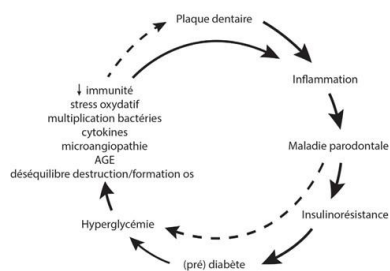 Plaque dentaire
Inflammation
Maladie parodontale
Insulinorésistance
(pré) diabète
Hyperglycémie
↓ immunité
stress oxydatif
multiplication bactéries
cytokines
microangiopathie
AGE
déséquilibre destruction/formation os